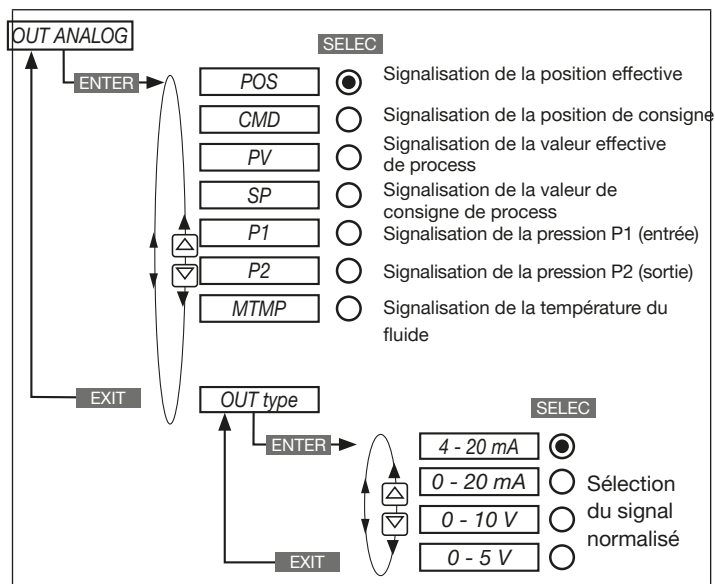 OUT ANALOG
SELEC
ENTER
POS Signalisation de la position effective
CMD Signalisation de la position de consigne
PV Signalisation de la valeur effective
de process
SP Signalisation de la valeur de
consigne de process
P1 Signalisation de la pression P1 (entrée)
P2 Signalisation de la pression P2 (sortie)
MTMP Signalisation de la température du
fluide
EXIT
OUT type
SELEC
ENTER
4 - 20 mA
0 - 20 mA Sélection
0 - 10 V du signal
normalisé
0 - 5 V
EXIT